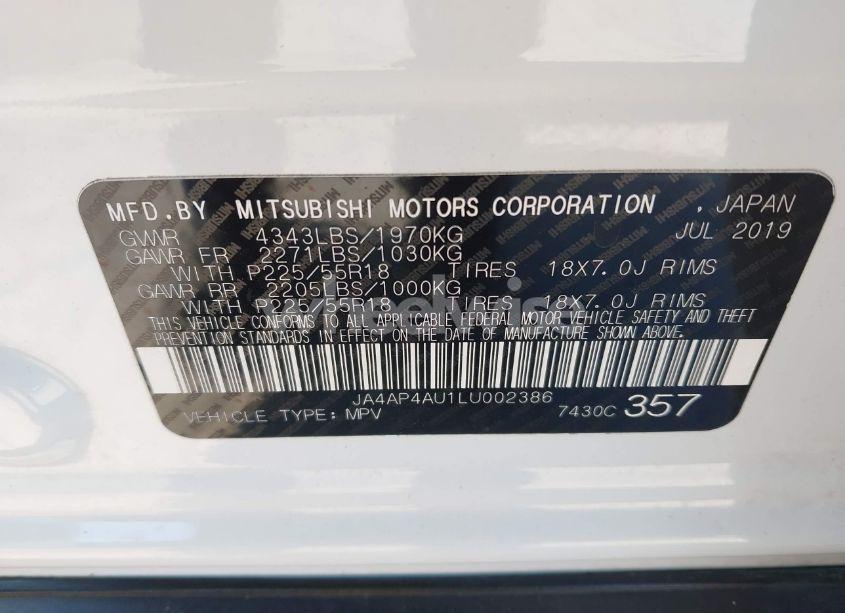 MFD.BY MITSUBISHI MOTORS CORPORATION , JAPAN
GVWR 4343LBS/1970KG JUL 2019
GAWR FR 2271LBS/1030KG
WITH P225/55R18 TIRES 18X7.0J RIMS
GAWR RR 2205LBS/1000KG
WITH P225/55R18 TIRES 18X7.0J RIMS
THIS VEHICLE CONFORMS TO ALL APPLICABLE FEDERAL MOTOR VEHICLE SAFETY AND THEFT
PREVENTION STANDARDS IN EFFECT ON THE DATE OF MANUFACTURE SHOWN ABOVE.
JA4AP4AU1LU002386
VEHICLE TYPE: MPV 7430C 357